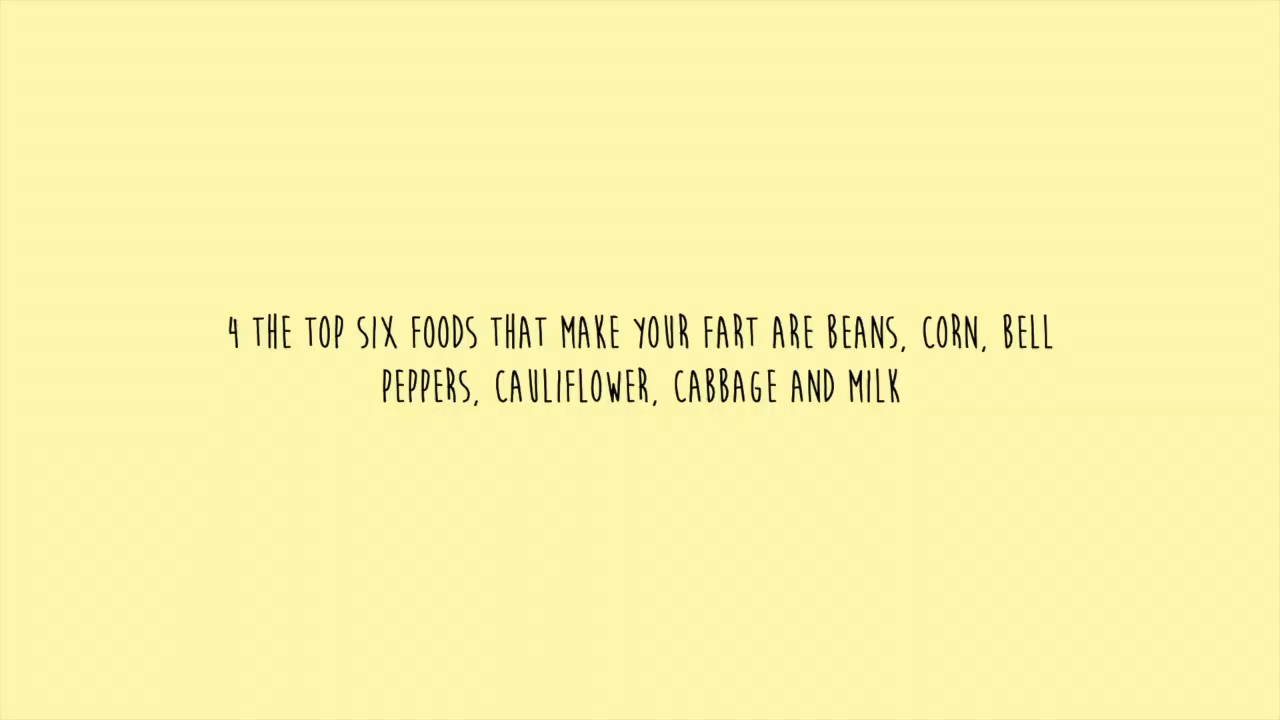 4 THE TOP SIX FOODS THAT MAKE YOUR FART ARE BEANS, CORN, BELL
PEPPERS, CAULIFLOWER, CABBAGE AND MILK